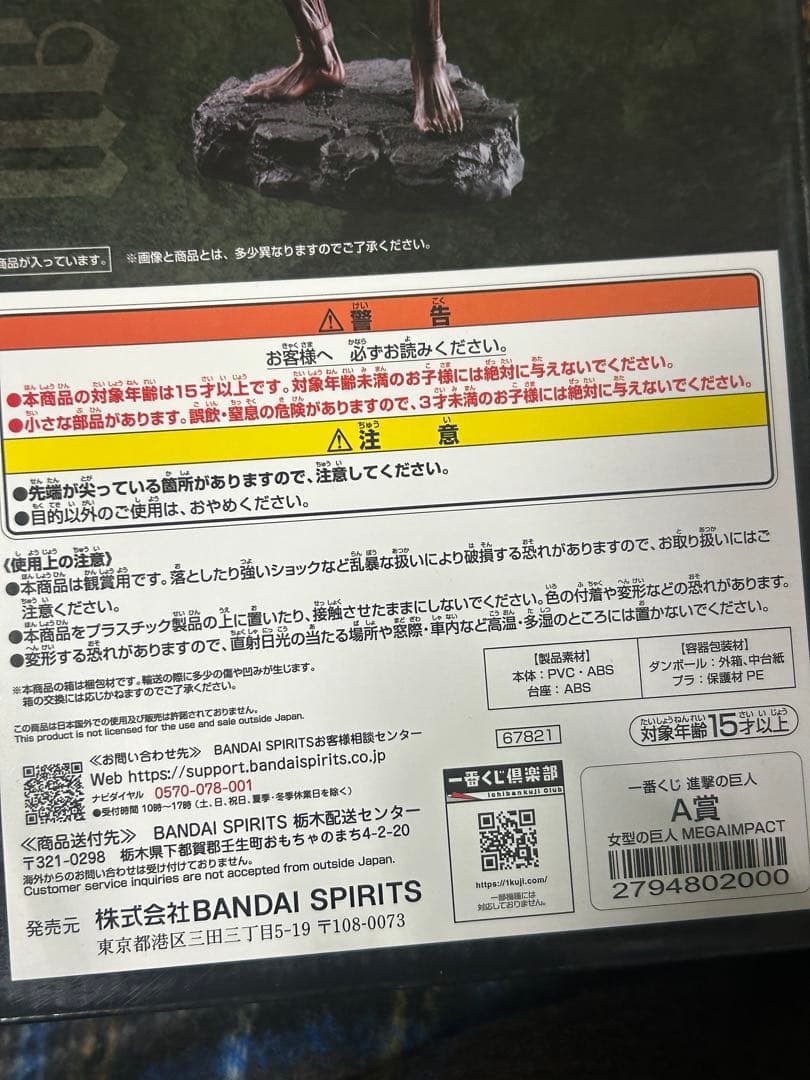 商品が入っています。
※画像と商品とは、多少異なりますのでご了承ください。
⚠警告
お客様へ 必ずお読みください。
●本商品の対象年齢は15才以上です。対象年齢未満のお子様には絶対に与えないでください。
●小さな部品があります。誤飲・窒息の危険がありますので、3才未満のお子様には絶対に与えないでください。
⚠注意
●先端が尖っている箇所がありますので、注意してください。
●目的以外のご使用は、おやめください。
《使用上の注意》
●本商品は観賞用です。落としたり強いショックなど乱暴な扱いにより破損する恐れがありますので、お取り扱いにはご
注意ください。
●本商品をプラスチック製品の上に置いたり、接触させたままにしないでください。色の付着や変形などの恐れがあります。
●変形する恐れがありますので、直射日光の当たる場所や窓際・車内など高温・多湿のところには置かないでください。
※本商品の箱は梱包材です。輸送の際に多少の傷や凹みが生じます。
箱の交換には応じかねますのでご了承ください。
【製品素材】
本体：PVC・ABS
台座：ABS
【容器包装材】
ダンボール：外箱、中台紙
プラ：保護材 PE
この商品は日本国外での使用及び販売は許諾されておりません。
This product is not licensed for the use and sale outside Japan.
67821
対象年齢15才以上
≪お問い合わせ先≫ BANDAI SPIRITSお客様相談センター
Web https://support.bandaispirits.co.jp
ナビダイヤル 0570-078-001
●受付時間 10時〜17時（土、日、祝日、夏季・冬季休業日を除く）
≪商品送付先≫ BANDAI SPIRITS 栃木配送センター
〒321-0298 栃木県下都賀郡壬生町おもちゃのまち4-2-20
海外からのお問い合わせは受け付けておりません。
Customer service inquiries are not accepted from outside Japan.
発売元 株式会社BANDAI SPIRITS
東京都港区三田三丁目5-19 〒108-0073
一番くじ倶楽部
Ichibankuji Club
https://1kuji.com/
一部機種には
対応しておりません。
一番くじ 進撃の巨人
A賞
女型の巨人 MEGAIMPACT
2794802000